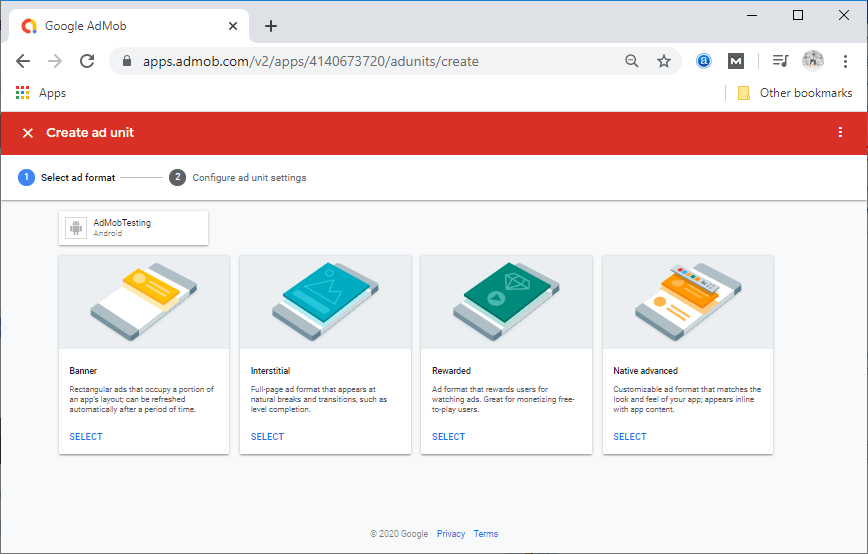 Google AdMob
apps.admob.com/v2/apps/4140673720/adunits/create
Apps
Other bookmarks
Create ad unit
1 Select ad format
2 Configure ad unit settings
AdMobTesting
Android
Banner
Rectangular ads that occupy a portion of
an app's layout; can be refreshed
automatically after a period of time.
SELECT
Interstitial
Full-page ad format that appears at
natural breaks and transitions, such as
level completion.
SELECT
Rewarded
Ad format that rewards users for
watching ads. Great for monetizing free-
to-play users.
SELECT
Native advanced
Customizable ad format that matches the
look and feel of your app; appears inline
with app content.
SELECT
© 2020 Google Privacy Terms